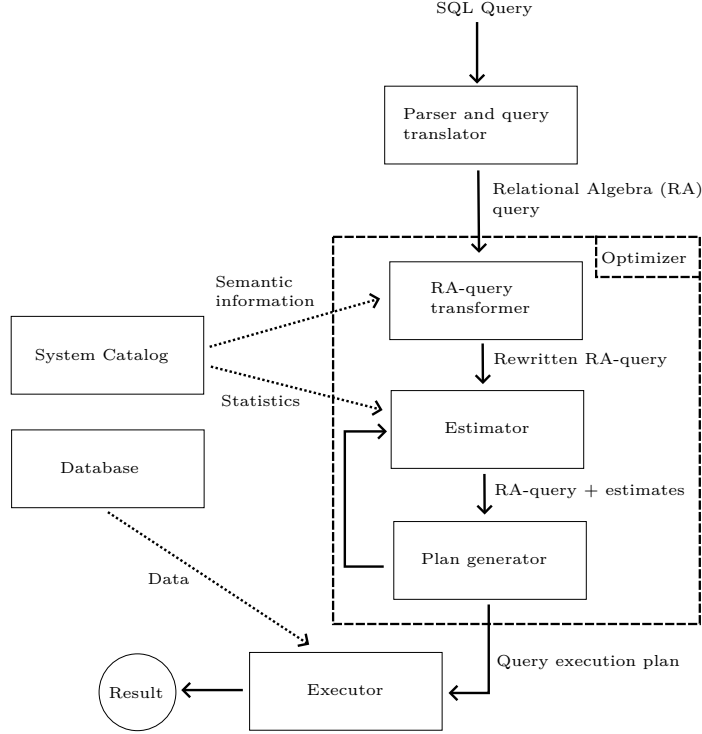 SQL Query
Parser and query
translator
Relational Algebra (RA)
query
Optimizer
Semantic
information
RA-query
transformer
System Catalog
Rewritten RA-query
Statistics
Estimator
Database
RA-query + estimates
Plan generator
Data
Query execution plan
Result
Executor